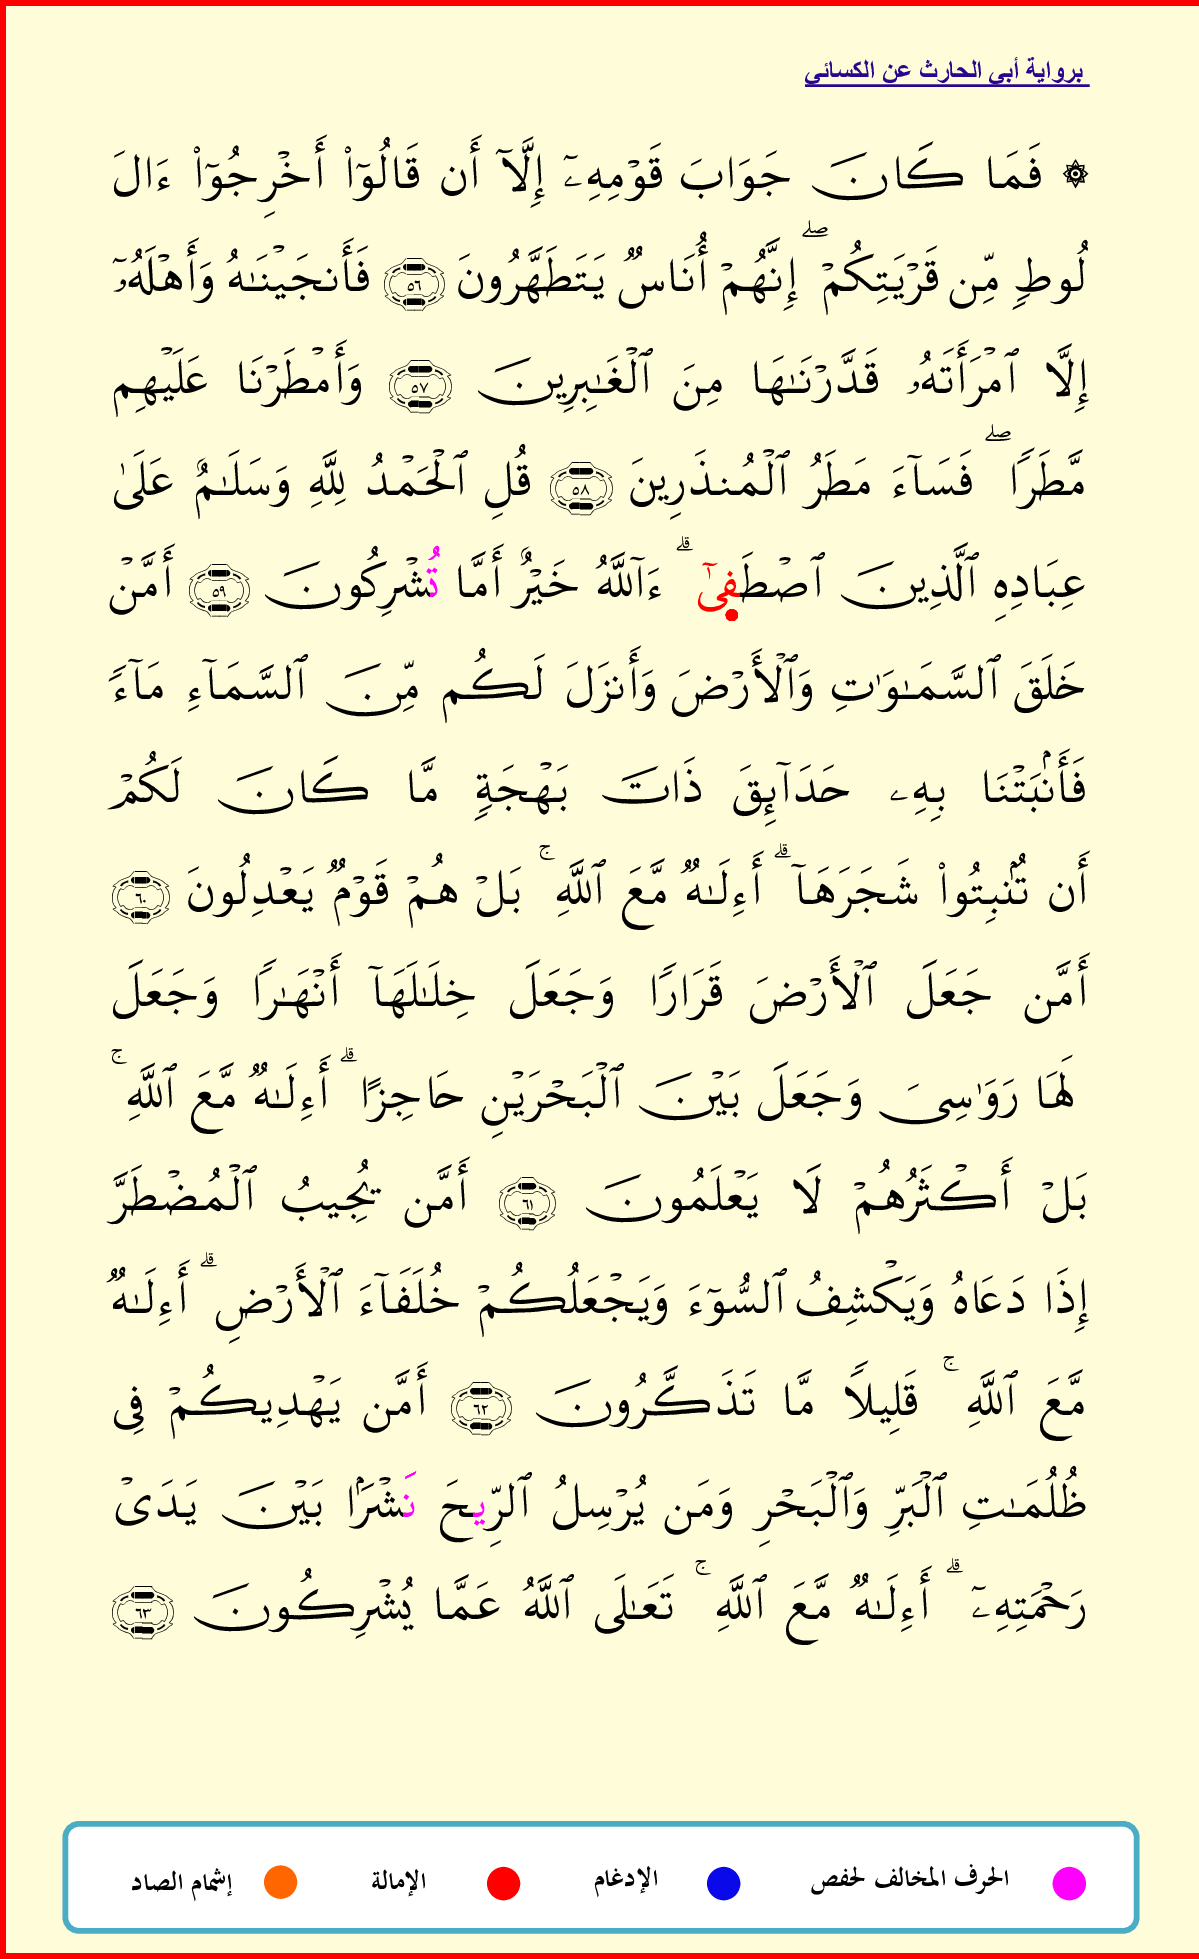 برواية أبي الحارث عن الكسائي
۞ فَمَا كَانَ جَوَابَ قَوْمِهِۦٓ إِلَّآ أَن قَالُوٓا۟ أَخْرِجُوٓا۟ ءَالَ
لُوطٍ مِّن قَرْيَتِكُمْ ۖ إِنَّهُمْ أُنَاسٌ يَتَطَهَّرُونَ ٥٦ فَأَنجَيْنَـٰهُ وَأَهْلَهُۥٓ
إِلَّا ٱمْرَأَتَهُۥ قَدَّرْنَـٰهَا مِنَ ٱلْغَـٰبِرِينَ ٥٧ وَأَمْطَرْنَا عَلَيْهِم
مَّطَرًا ۖ فَسَآءَ مَطَرُ ٱلْمُنذَرِينَ ٥٨ قُلِ ٱلْحَمْدُ لِلَّهِ وَسَلَـٰمٌ عَلَىٰ
عِبَادِهِ ٱلَّذِينَ ٱصْطَفِىٰٓ ۗ ءَآللَّهُ خَيْرٌ أَمَّا تُشْرِكُونَ ٥٩ أَمَّنْ
خَلَقَ ٱلسَّمَـٰوَٰتِ وَٱلْأَرْضَ وَأَنزَلَ لَكُم مِّنَ ٱلسَّمَآءِ مَآءً
فَأَنۢبَتْنَا بِهِۦ حَدَآئِقَ ذَاتَ بَهْجَةٍ مَّا كَانَ لَكُمْ
أَن تُنۢبِتُوا۟ شَجَرَهَآ ۗ أَءِلَـٰهٌ مَّعَ ٱللَّهِ ۚ بَلْ هُمْ قَوْمٌ يَعْدِلُونَ ٦٠
أَمَّن جَعَلَ ٱلْأَرْضَ قَرَارًا وَجَعَلَ خِلَـٰلَهَآ أَنْهَـٰرًا وَجَعَلَ
لَهَا رَوَٰسِىَ وَجَعَلَ بَيْنَ ٱلْبَحْرَيْنِ حَاجِزًا ۗ أَءِلَـٰهٌ مَّعَ ٱللَّهِ ۚ
بَلْ أَكْثَرُهُمْ لَا يَعْلَمُونَ ٦١ أَمَّن يُجِيبُ ٱلْمُضْطَرَّ
إِذَا دَعَاهُ وَيَكْشِفُ ٱلسُّوٓءَ وَيَجْعَلُكُمْ خُلَفَآءَ ٱلْأَرْضِ ۗ أَءِلَـٰهٌ
مَّعَ ٱللَّهِ ۚ قَلِيلًا مَّا تَذَكَّرُونَ ٦٢ أَمَّن يَهْدِيكُمْ فِى
ظُلُمَـٰتِ ٱلْبَرِّ وَٱلْبَحْرِ وَمَن يُرْسِلُ ٱلرِّيحَ نَشْرًۢا بَيْنَ يَدَىْ
رَحْمَتِهِۦٓ ۗ أَءِلَـٰهٌ مَّعَ ٱللَّهِ ۚ تَعَـٰلَى ٱللَّهُ عَمَّا يُشْرِكُونَ ٦٣
الحرف المخالف لحفص الإدغام الإمالة إشمام الصاد